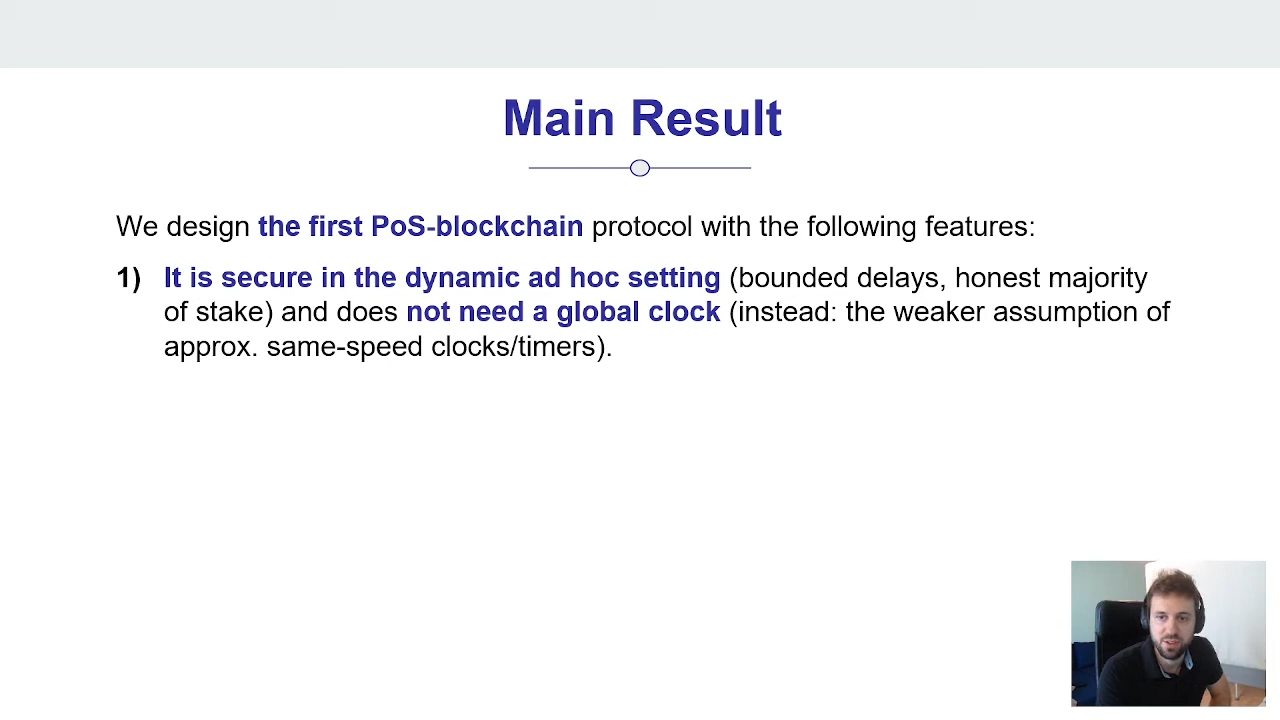 Main Result
We design the first PoS-blockchain protocol with the following features:
1) It is secure in the dynamic ad hoc setting (bounded delays, honest majority
of stake) and does not need a global clock (instead: the weaker assumption of
approx. same-speed clocks/timers).